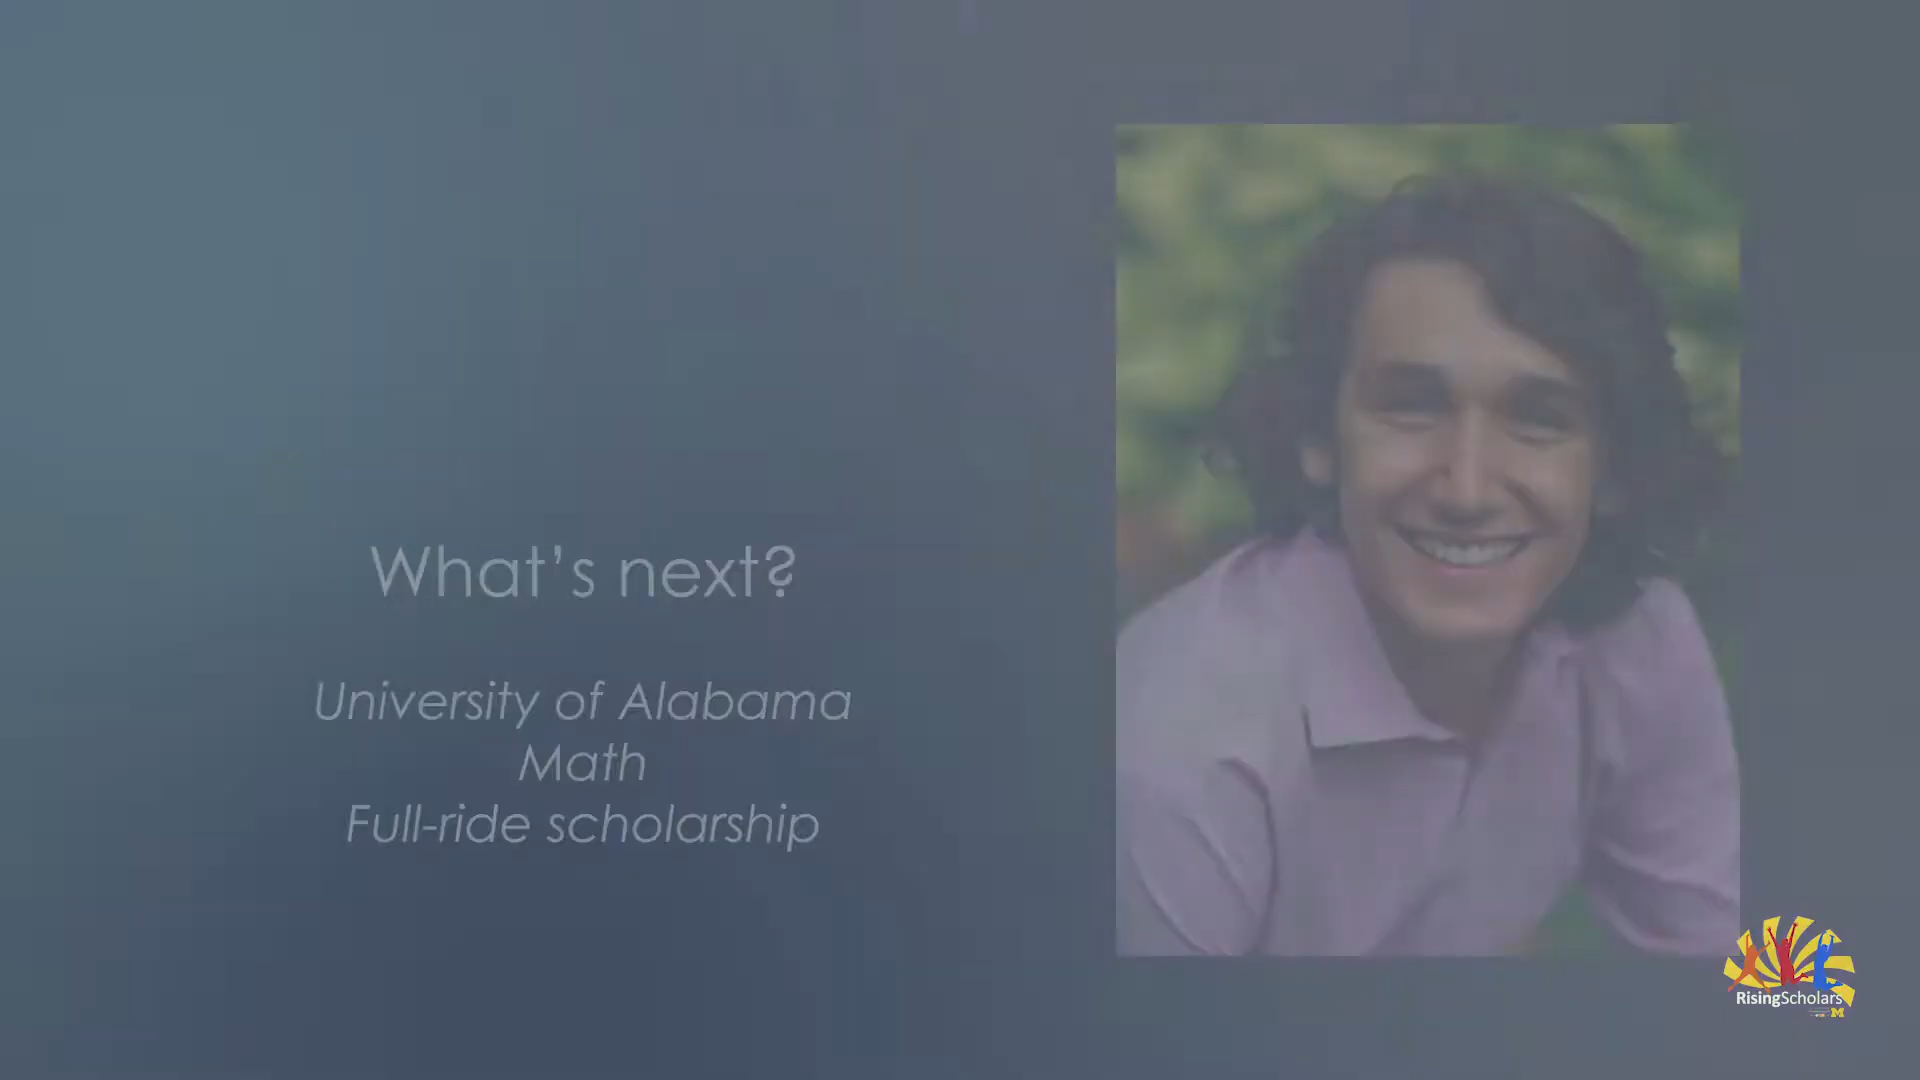 What’s next?
University of Alabama
Math
Full-ride scholarship
RisingScholars
M